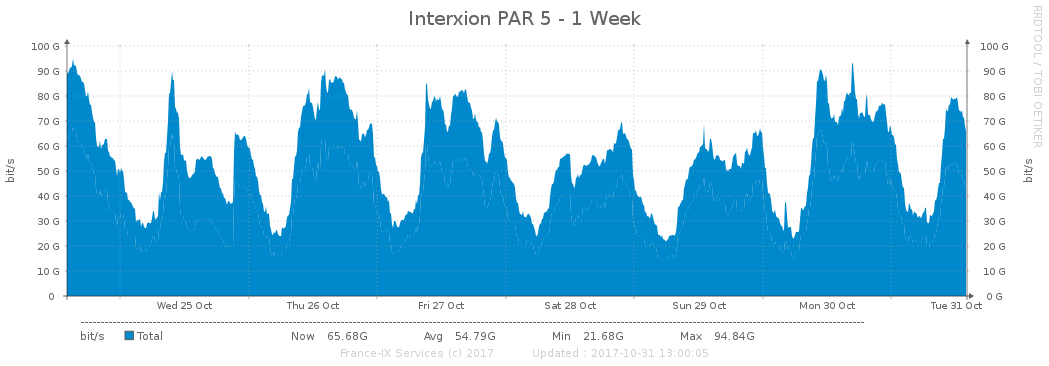 Interxion PAR 5 - 1 Week
RRDTOOL / TOBI OETIKER
100 G 100 G
90 G 90 G
80 G 80 G
70 G 70 G
60 G 60 G
50 G 50 G
40 G 40 G
30 G 30 G
20 G 20 G
10 G 10 G
0 0 G
bit/s
bit/s
Wed 25 Oct Thu 26 Oct Fri 27 Oct Sat 28 Oct Sun 29 Oct Mon 30 Oct Tue 31 Oct
bit/s Total Now 65.68G Avg 54.79G Min 21.68G Max 94.84G
France-IX Services (c) 2017 Updated : 2017-10-31 13:00:05